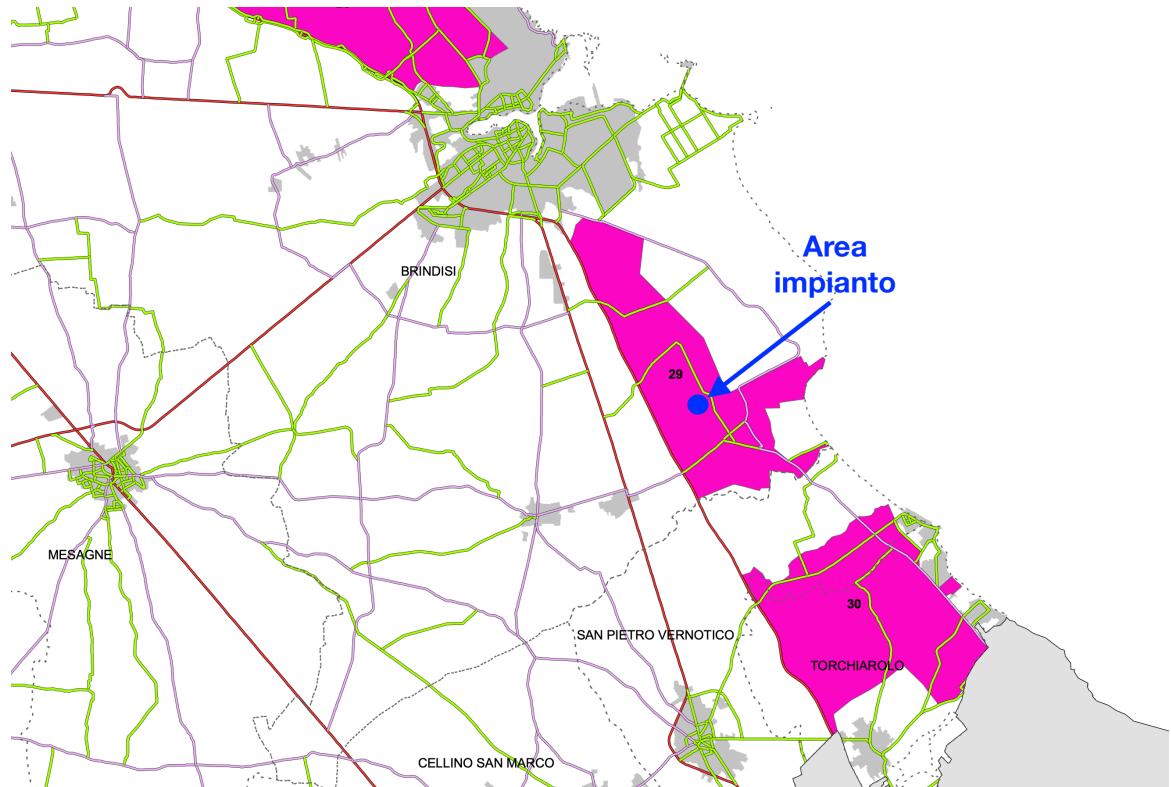 Area
impianto
BRINDISI
29
MESAGNE
30
SAN PIETRO VERNOTICO
TORCHIAROLO
CELLINO SAN MARCO